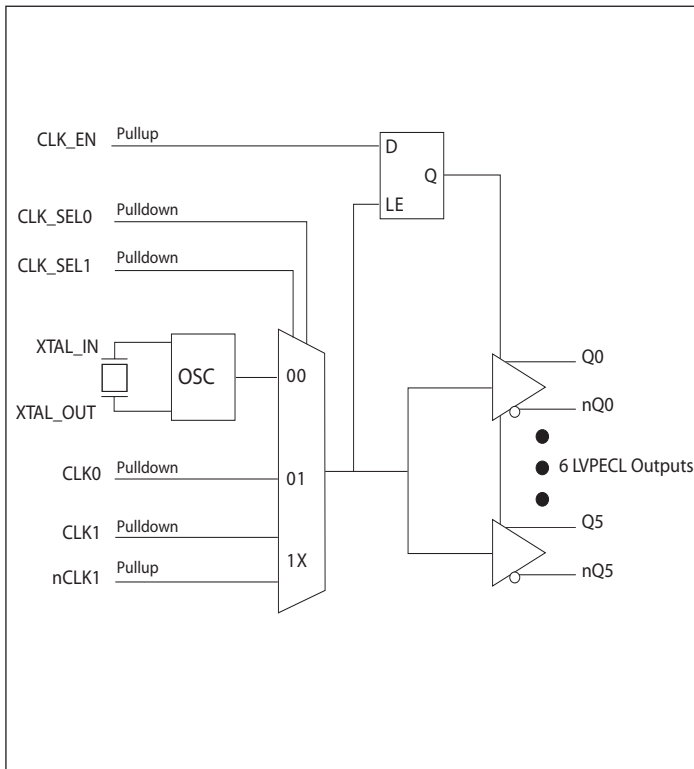 CLK_EN Pullup
D
Q
LE
CLK_SEL0 Pulldown
CLK_SEL1 Pulldown
XTAL_IN
OSC
XTAL_OUT
00
Q0
nQ0
CLK0 Pulldown
01
6 LVPECL Outputs
CLK1 Pulldown
1X
nCLK1 Pullup
Q5
nQ5